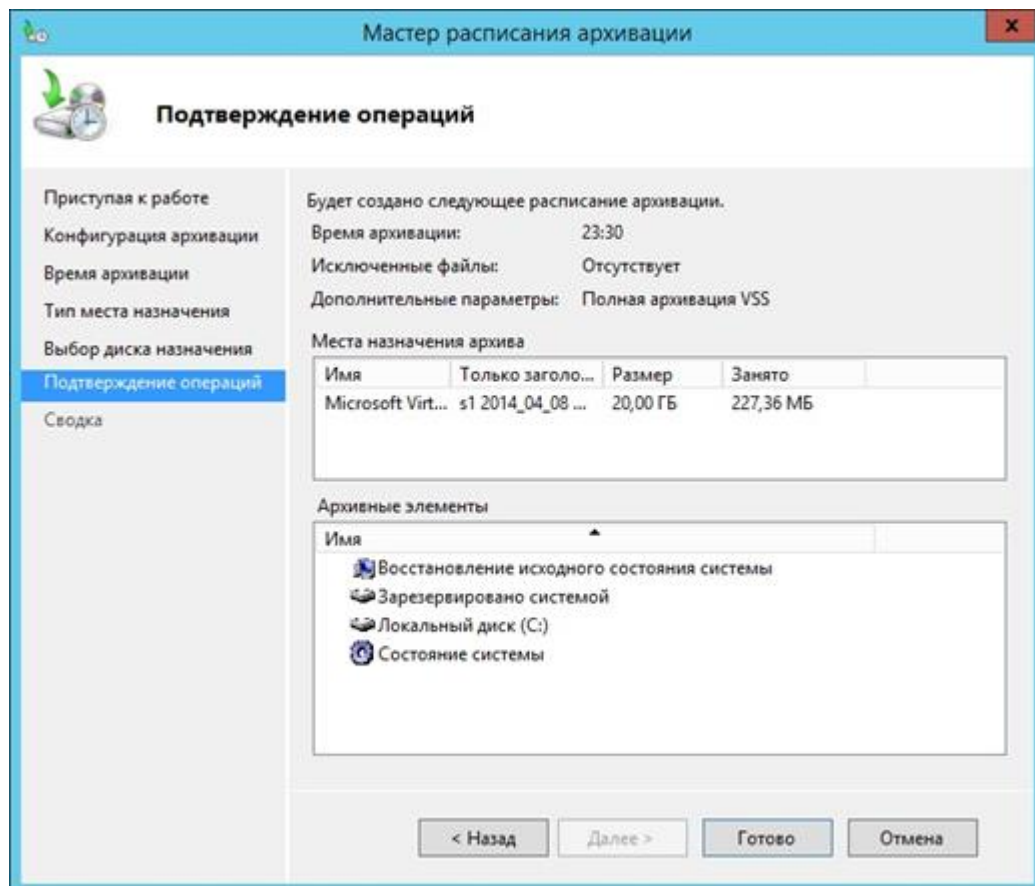 Мастер расписания архивации
x
Подтверждение операций
Приступая к работе
Конфигурация архивации
Время архивации
Тип места назначения
Выбор диска назначения
Подтверждение операций
Сводка
Будет создано следующее расписание архивации.
Время архивации: 23:30
Исключенные файлы: Отсутствует
Дополнительные параметры: Полная архивация VSS
Места назначения архива
Имя Только заголо... Размер Занято
Microsoft Virt... s1 2014_04_08 ... 20,00 ГБ 227,36 МБ
Архивные элементы
Имя
Восстановление исходного состояния системы
Зарезервировано системой
Локальный диск (C:)
Состояние системы
< Назад Далее > Готово Отмена